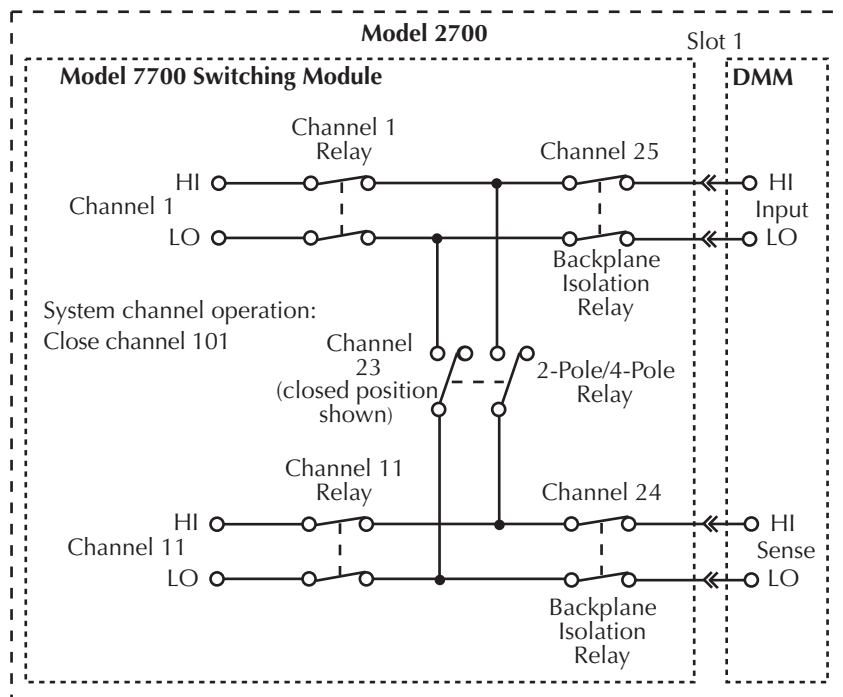 Model 2700
Slot 1
Model 7700 Switching Module
DMM
Channel 1
Relay
Channel 25
HI
HI
Channel 1
Input
LO
LO
Backplane
Isolation
Relay
System channel operation:
Close channel 101
Channel
23
(closed position
shown)
2-Pole/4-Pole
Relay
Channel 11
Relay
Channel 24
HI
HI
Channel 11
Sense
LO
LO
Backplane
Isolation
Relay